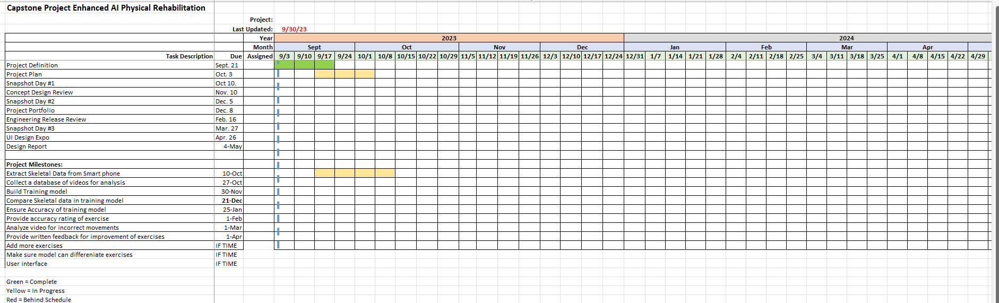 Capstone Project Enhanced AI Physical Rehabilitation
Project:
Last Updated: 9/30/23
Year 2023 2024
Month Sept Oct Nov Dec Jan Feb Mar Apr
Task Description Due Assigned 9/3 9/10 9/17 9/24 10/1 10/8 10/15 10/22 10/29 11/5 11/12 11/19 11/26 12/3 12/10 12/17 12/24 12/31 1/7 1/14 1/21 1/28 2/4 2/11 2/18 2/25 3/4 3/11 3/18 3/25 4/1 4/8 4/15 4/22 4/29
Project Definition Sept. 21
Project Plan Oct. 3
Snapshot Day #1 Oct 10.
Concept Design Review Nov. 10
Snapshot Day #2 Dec. 5
Project Portfolio Dec. 8
Engineering Release Review Feb. 16
Snapshot Day #3 Mar. 27
UI Design Expo Apr. 26
Design Report 4-May
Project Milestones:
Extract Skeletal Data from Smart phone 10-Oct
Collect a database of videos for analysis 27-Oct
Build Training model 30-Nov
Compare Skeletal data in training model 21-Dec
Ensure Accuracy of training model 25-Jan
Provide accuracy rating of exercise 1-Feb
Analyze video for incorrect movements 1-Mar
Provide written feedback for improvement of exercises 1-Apr
Add more exercises IF TIME
Make sure model can differeniate exercises IF TIME
User interface IF TIME
Green = Complete
Yellow = In Progress
Red = Behind Schedule